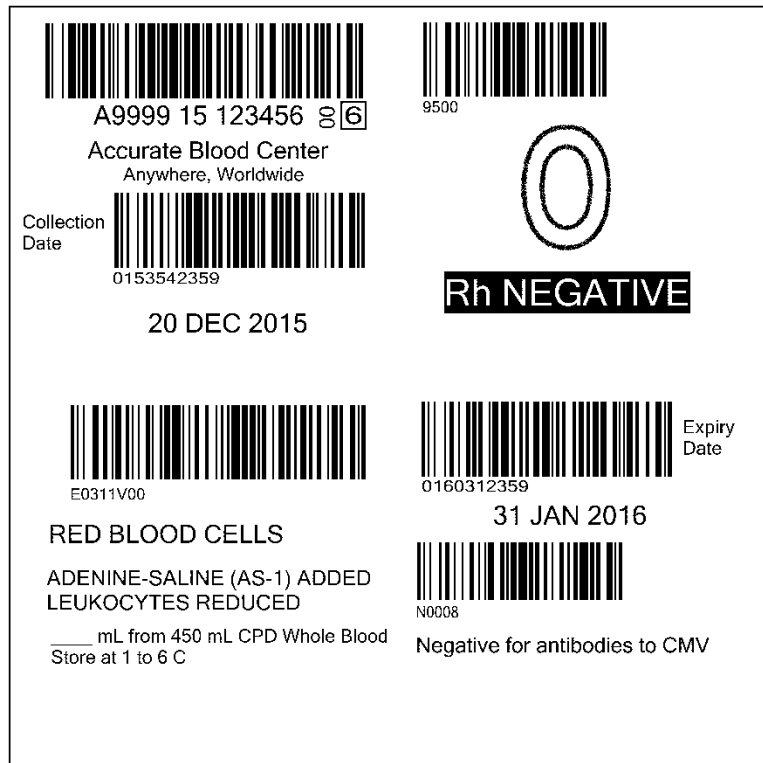 A9999 15 123456 00 6
Accurate Blood Center
Anywhere, Worldwide
Collection
Date
0153542359
20 DEC 2015
9500
O
Rh NEGATIVE
E0311V00
RED BLOOD CELLS
ADENINE-SALINE (AS-1) ADDED
LEUKOCYTES REDUCED
____ mL from 450 mL CPD Whole Blood
Store at 1 to 6 C
Expiry
Date
0160312359
31 JAN 2016
N0008
Negative for antibodies to CMV